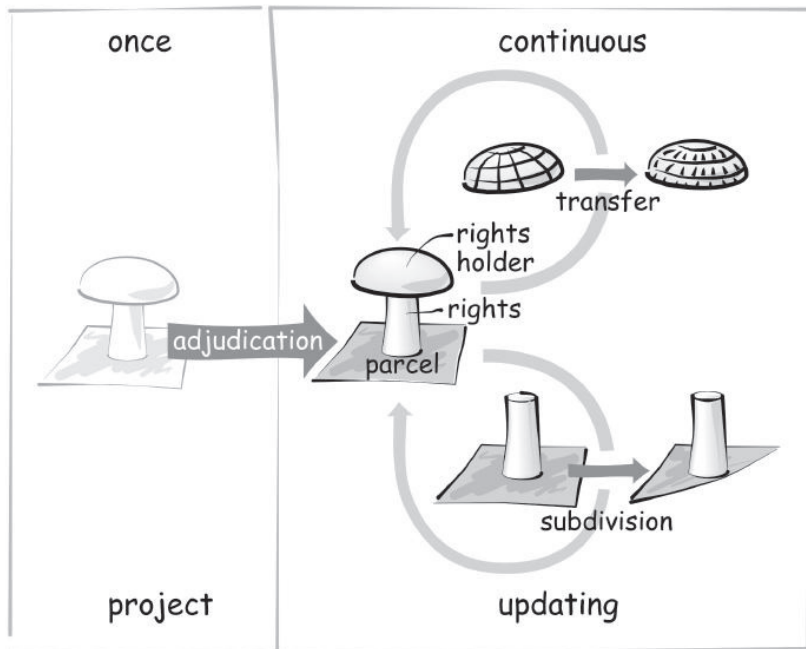 once
continuous
transfer
rights
holder
rights
adjudication
parcel
subdivision
project
updating